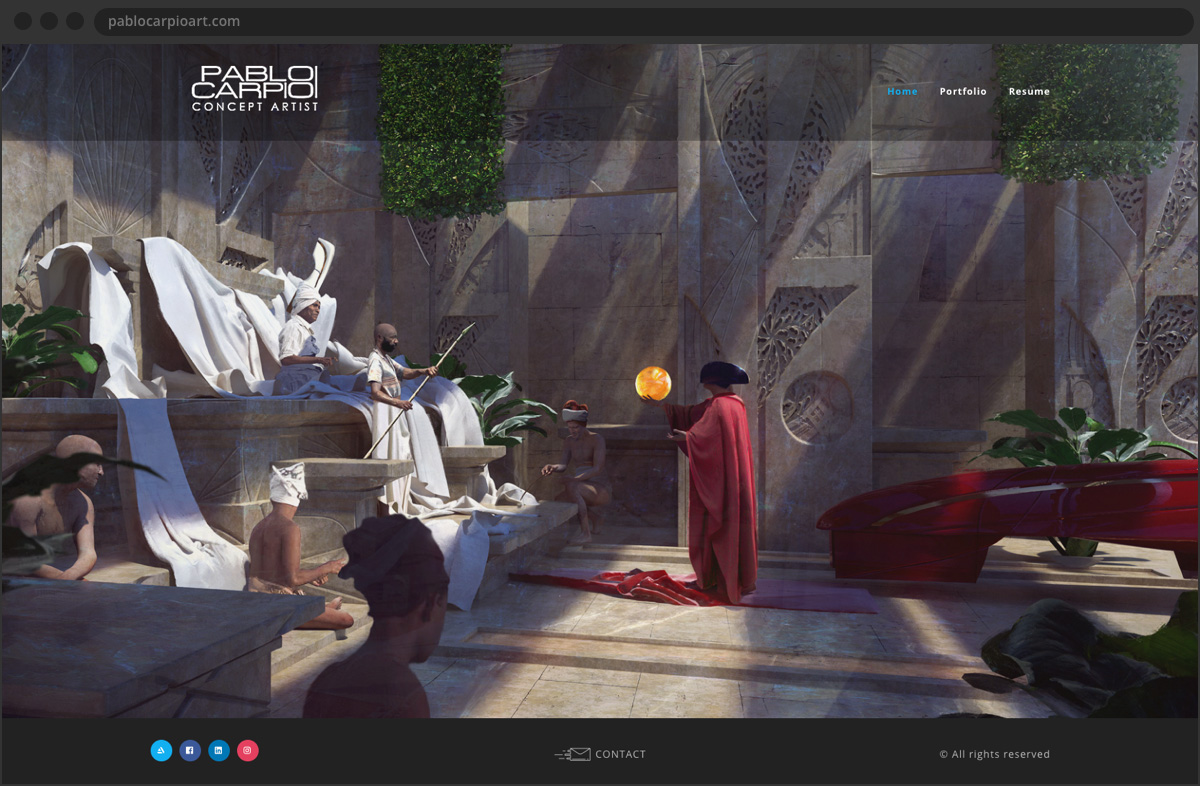 pablocarpioart.com
PABLO
CARPIO
CONCEPT ARTIST
Home Portfolio Resume
CONTACT
© All rights reserved